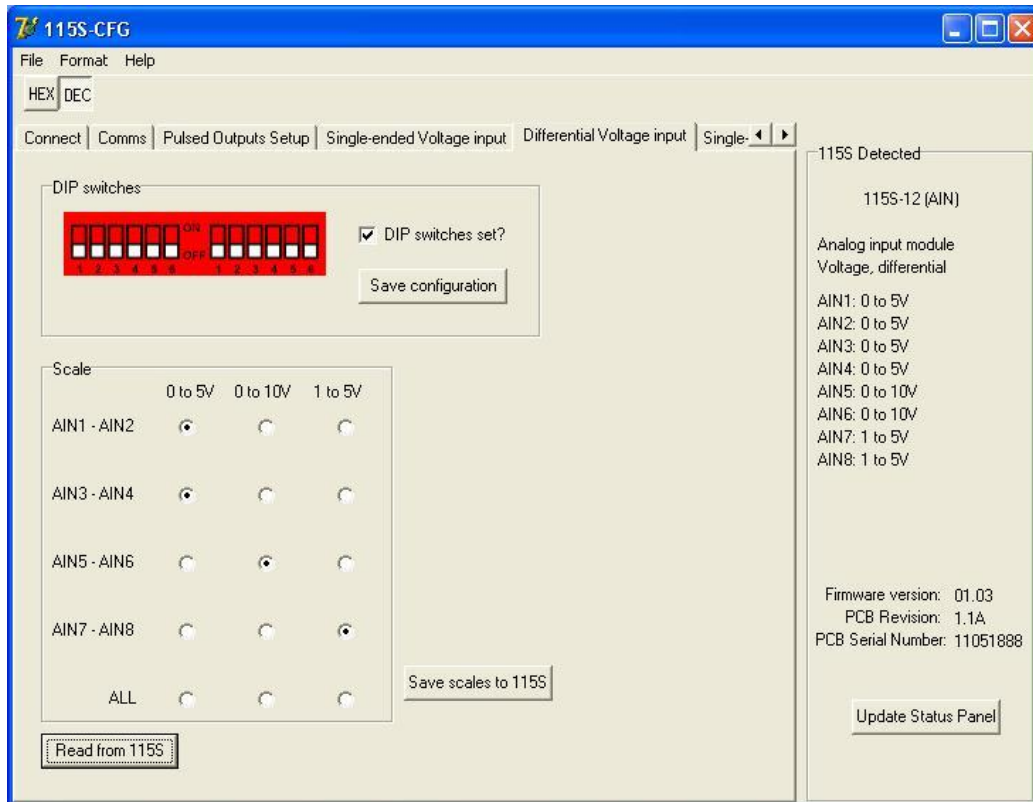 115S-CFG
File Format Help
HEX DEC
Connect Comms Pulsed Outputs Setup Single-ended Voltage input Differential Voltage input Single-
DIP switches
ON
OFF
1 2 3 4 5 6 1 2 3 4 5 6
DIP switches set?
Save configuration
Scale
0 to 5V 0 to 10V 1 to 5V
AIN1 - AIN2
AIN3 - AIN4
AIN5 - AIN6
AIN7 - AIN8
ALL
Save scales to 115S
Read from 115S
115S Detected
115S-12 (AIN)
Analog input module
Voltage, differential
AIN1: 0 to 5V
AIN2: 0 to 5V
AIN3: 0 to 5V
AIN4: 0 to 5V
AIN5: 0 to 10V
AIN6: 0 to 10V
AIN7: 1 to 5V
AIN8: 1 to 5V
Firmware version: 01.03
PCB Revision: 1.1A
PCB Serial Number: 11051888
Update Status Panel